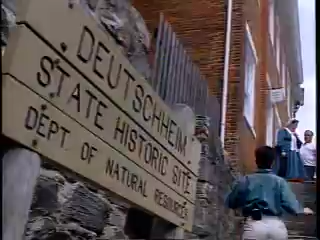 DEUTSCHHEIM
STATE HISTORIC SITE
DEPT. OF NATURAL RESOURCES